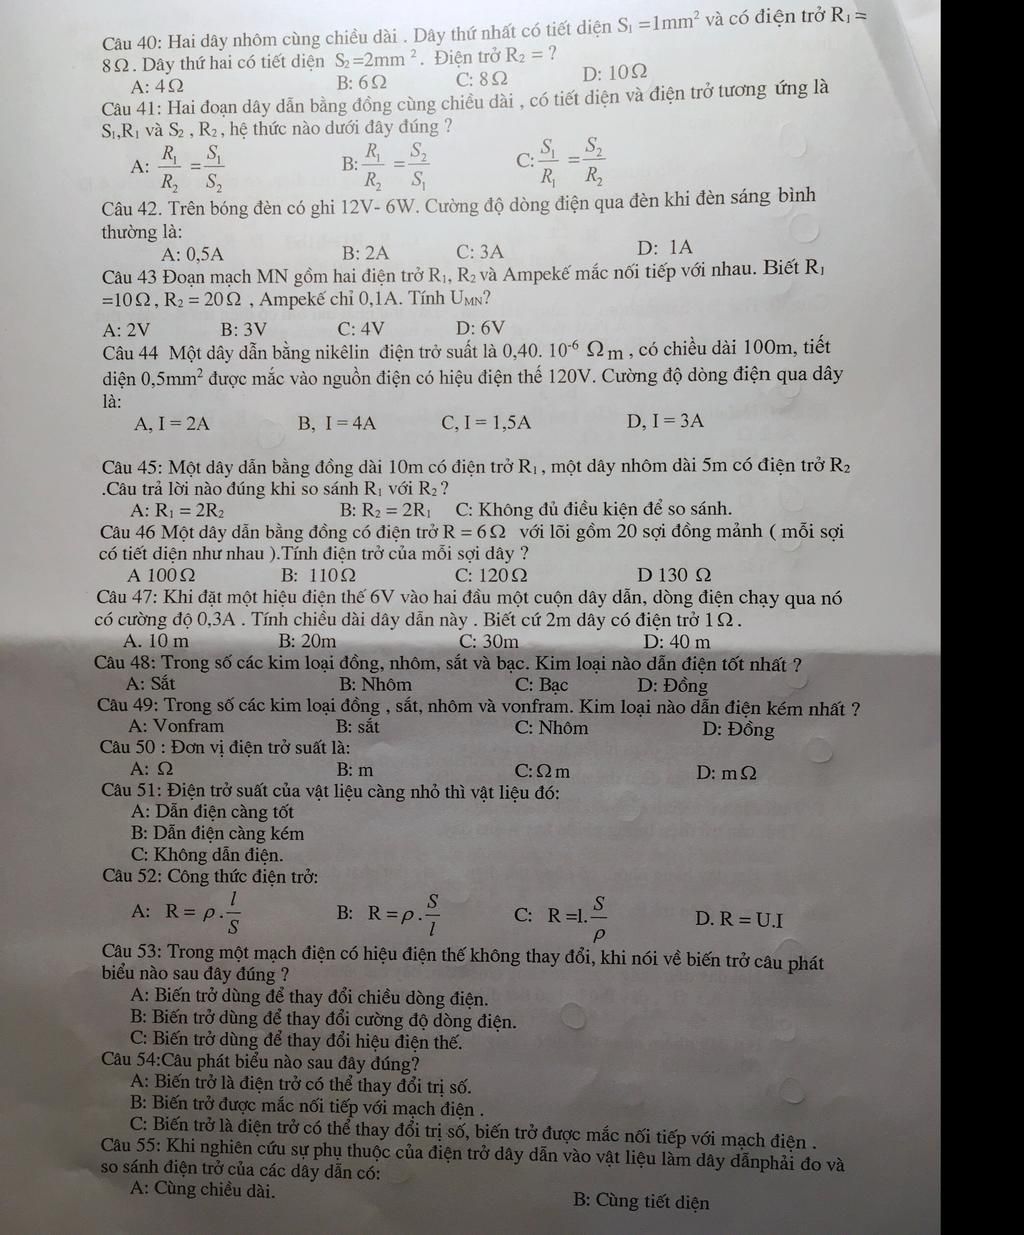 Câu 40: Hai dây nhôm cùng chiều dài . Dây thứ nhất có tiết diện S₁ =1mm² và có điện trở R₁ =
8Ω. Dây thứ hai có tiết diện S₂=2mm ². Điện trở R₂ = ?
A: 4Ω B: 6Ω C: 8Ω D: 10Ω
Câu 41: Hai đoạn dây dẫn bằng đồng cùng chiều dài , có tiết diện và điện trở tương ứng là
S₁,R₁ và S₂ , R₂ , hệ thức nào dưới đây đúng ?
A: R₁/R₂ = S₁/S₂ B: R₁/R₂ = S₂/S₁ C: S₁/R₁ = S₂/R₂
Câu 42. Trên bóng đèn có ghi 12V- 6W. Cường độ dòng điện qua đèn khi đèn sáng bình
thường là:
A: 0,5A B: 2A C: 3A D: 1A
Câu 43 Đoạn mạch MN gồm hai điện trở R₁, R₂ và Ampekế mắc nối tiếp với nhau. Biết R₁
=10Ω, R₂ = 20Ω , Ampekế chỉ 0,1A. Tính U_MN?
A: 2V B: 3V C: 4V D: 6V
Câu 44 Một dây dẫn bằng nikêlin điện trở suất là 0,40. 10⁻⁶ Ωm , có chiều dài 100m, tiết
diện 0,5mm² được mắc vào nguồn điện có hiệu điện thế 120V. Cường độ dòng điện qua dây
là:
A, I = 2A B, I = 4A C, I = 1,5A D, I = 3A
Câu 45: Một dây dẫn bằng đồng dài 10m có điện trở R₁ , một dây nhôm dài 5m có điện trở R₂
.Câu trả lời nào đúng khi so sánh R₁ với R₂ ?
A: R₁ = 2R₂ B: R₂ = 2R₁ C: Không đủ điều kiện để so sánh.
Câu 46 Một dây dẫn bằng đồng có điện trở R = 6Ω với lõi gồm 20 sợi đồng mảnh ( mỗi sợi
có tiết diện như nhau ).Tính điện trở của mỗi sợi dây ?
A 100Ω B: 110Ω C: 120Ω D 130 Ω
Câu 47: Khi đặt một hiệu điện thế 6V vào hai đầu một cuộn dây dẫn, dòng điện chạy qua nó
có cường độ 0,3A . Tính chiều dài dây dẫn này . Biết cứ 2m dây có điện trở 1Ω.
A. 10 m B: 20m C: 30m D: 40 m
Câu 48: Trong số các kim loại đồng, nhôm, sắt và bạc. Kim loại nào dẫn điện tốt nhất ?
A: Sắt B: Nhôm C: Bạc D: Đồng
Câu 49: Trong số các kim loại đồng , sắt, nhôm và vonfram. Kim loại nào dẫn điện kém nhất ?
A: Vonfram B: sắt C: Nhôm D: Đồng
Câu 50 : Đơn vị điện trở suất là:
A: Ω B: m C: Ωm D: mΩ
Câu 51: Điện trở suất của vật liệu càng nhỏ thì vật liệu đó:
A: Dẫn điện càng tốt
B: Dẫn điện càng kém
C: Không dẫn điện.
Câu 52: Công thức điện trở:
A: R = ρ.l/S B: R = ρ.S/l C: R =l.S/ρ D. R = U.I
Câu 53: Trong một mạch điện có hiệu điện thế không thay đổi, khi nói về biến trở câu phát
biểu nào sau đây đúng ?
A: Biến trở dùng để thay đổi chiều dòng điện.
B: Biến trở dùng để thay đổi cường độ dòng điện.
C: Biến trở dùng để thay đổi hiệu điện thế.
Câu 54:Câu phát biểu nào sau đây đúng?
A: Biến trở là điện trở có thể thay đổi trị số.
B: Biến trở được mắc nối tiếp với mạch điện .
C: Biến trở là điện trở có thể thay đổi trị số, biến trở được mắc nối tiếp với mạch điện .
Câu 55: Khi nghiên cứu sự phụ thuộc của điện trở dây dẫn vào vật liệu làm dây dẫnphải đo và
so sánh điện trở của các dây dẫn có:
A: Cùng chiều dài. B: Cùng tiết diện